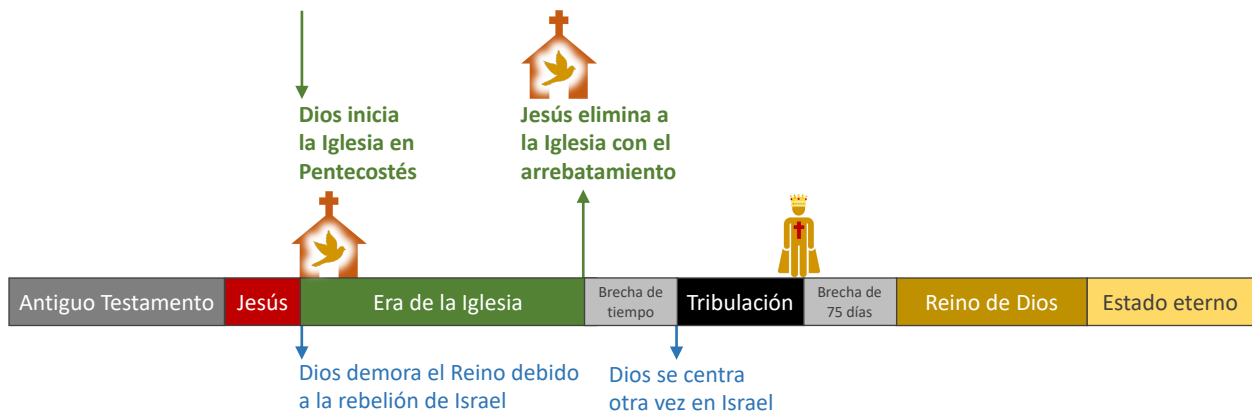 Dios inicia
la Iglesia en
Pentecostés
Jesús elimina a
la Iglesia con el
arrebatamiento
Antiguo Testamento
Jesús
Era de la Iglesia
Brecha de
tiempo
Tribulación
Brecha de
75 días
Reino de Dios
Estado eterno
Dios demora el Reino debido
a la rebelión de Israel
Dios se centra
otra vez en Israel